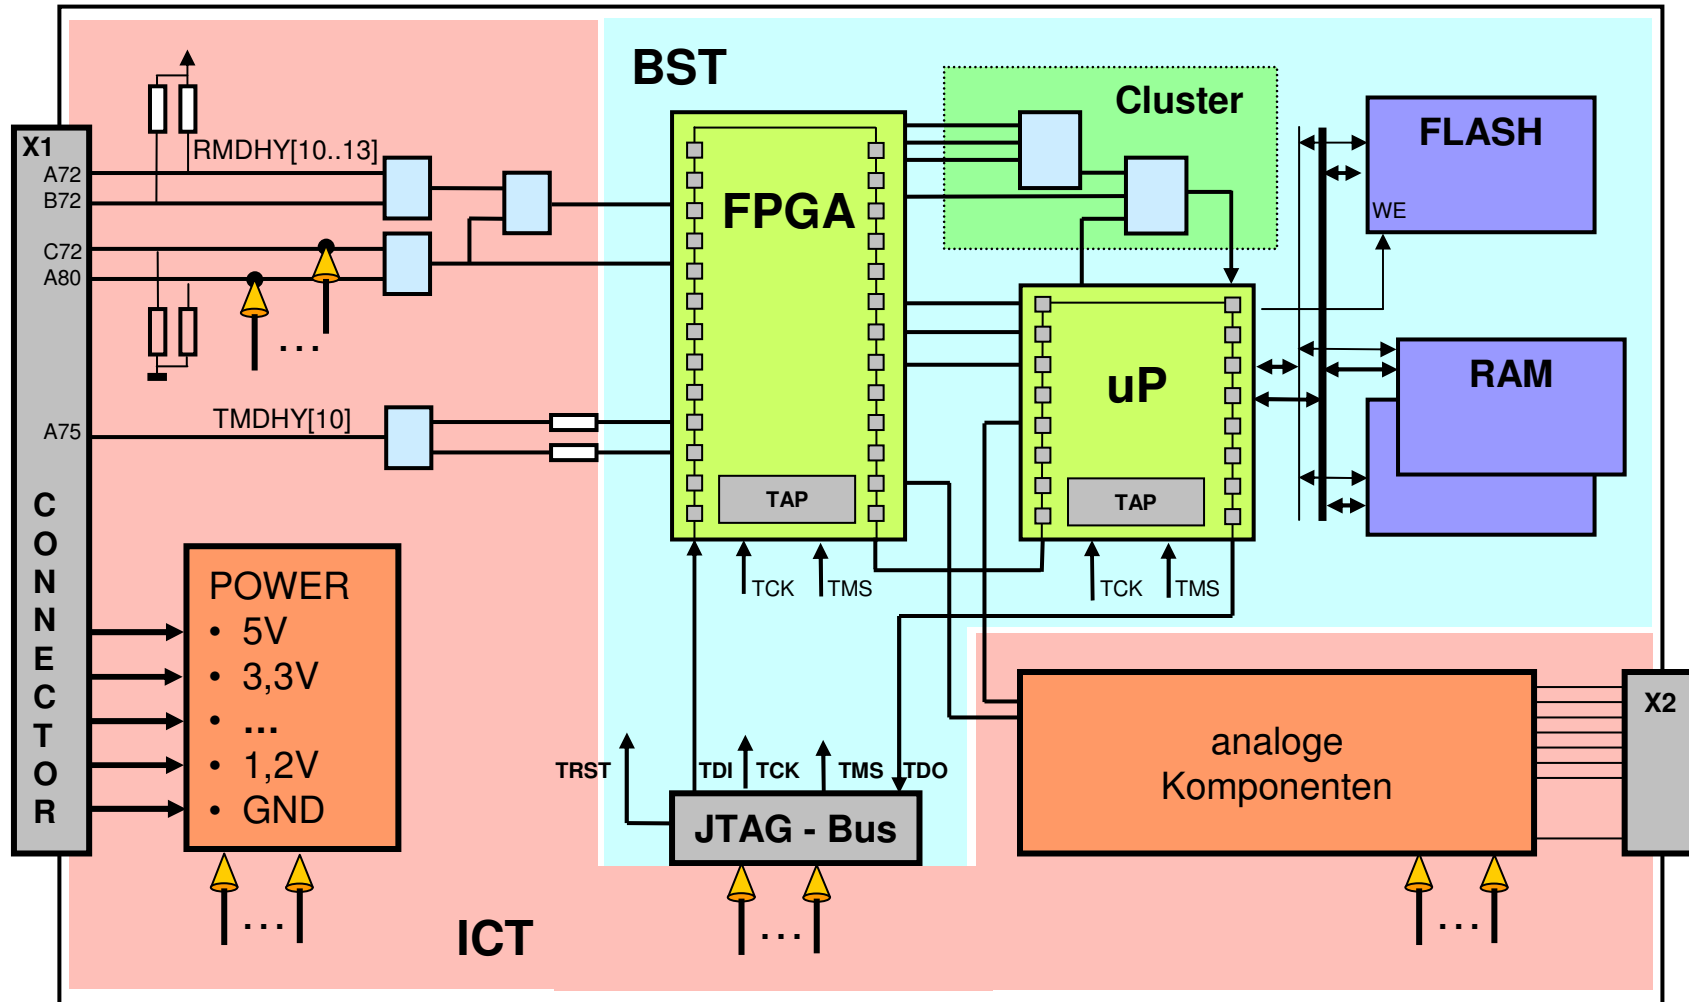 BST
Cluster
FLASH
WE
X1
RMDHY[10..13]
A72
B72
C72
A80
FPGA
. . .
uP
RAM
TMDHY[10]
A75
TAP
TAP
CONNECTOR
TCK
TMS
TCK
TMS
POWER
• 5V
• 3,3V
• ...
• 1,2V
• GND
X2
analoge
Komponenten
TRST
TDI
TCK
TMS
TDO
JTAG - Bus
. . .
. . .
. . .
ICT